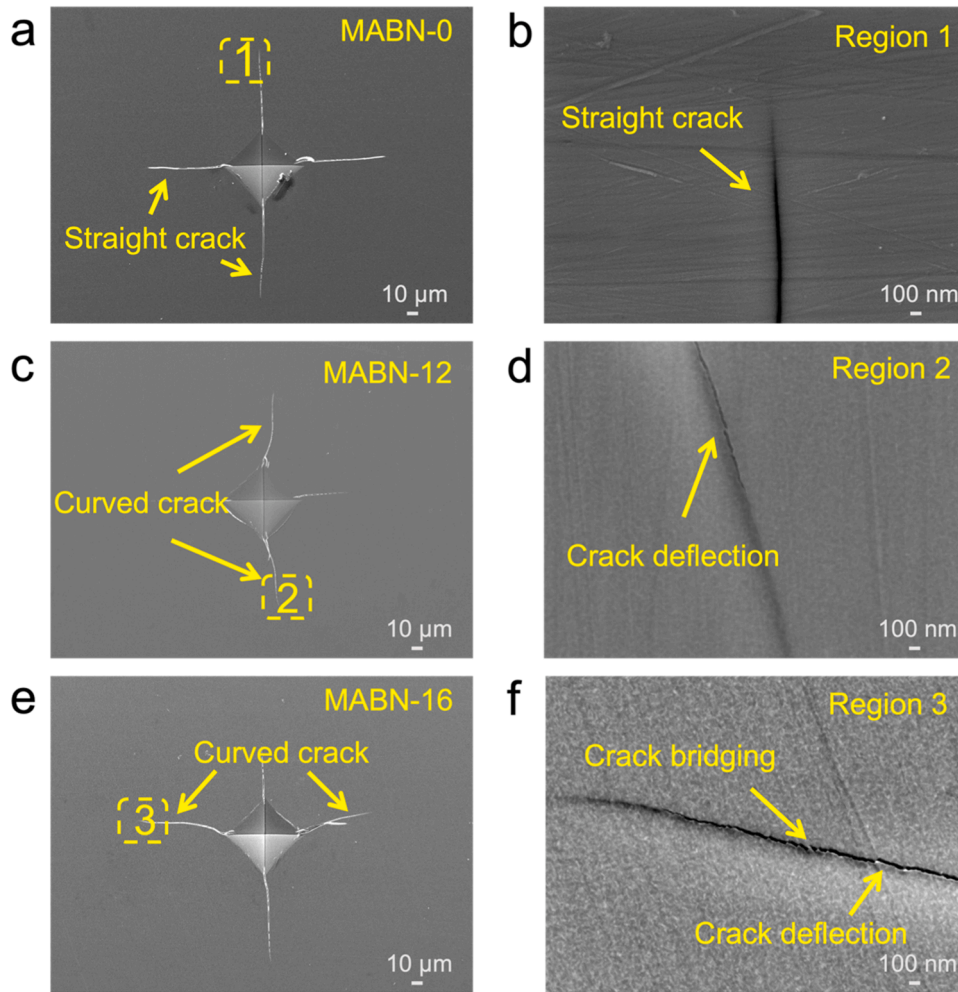 a
MABN-0
1
Straight crack
10 μm
b
Region 1
Straight crack
100 nm
c
MABN-12
Curved crack
2
10 μm
d
Region 2
Crack deflection
100 nm
e
MABN-16
Curved crack
3
10 μm
f
Region 3
Crack bridging
Crack deflection
100 nm